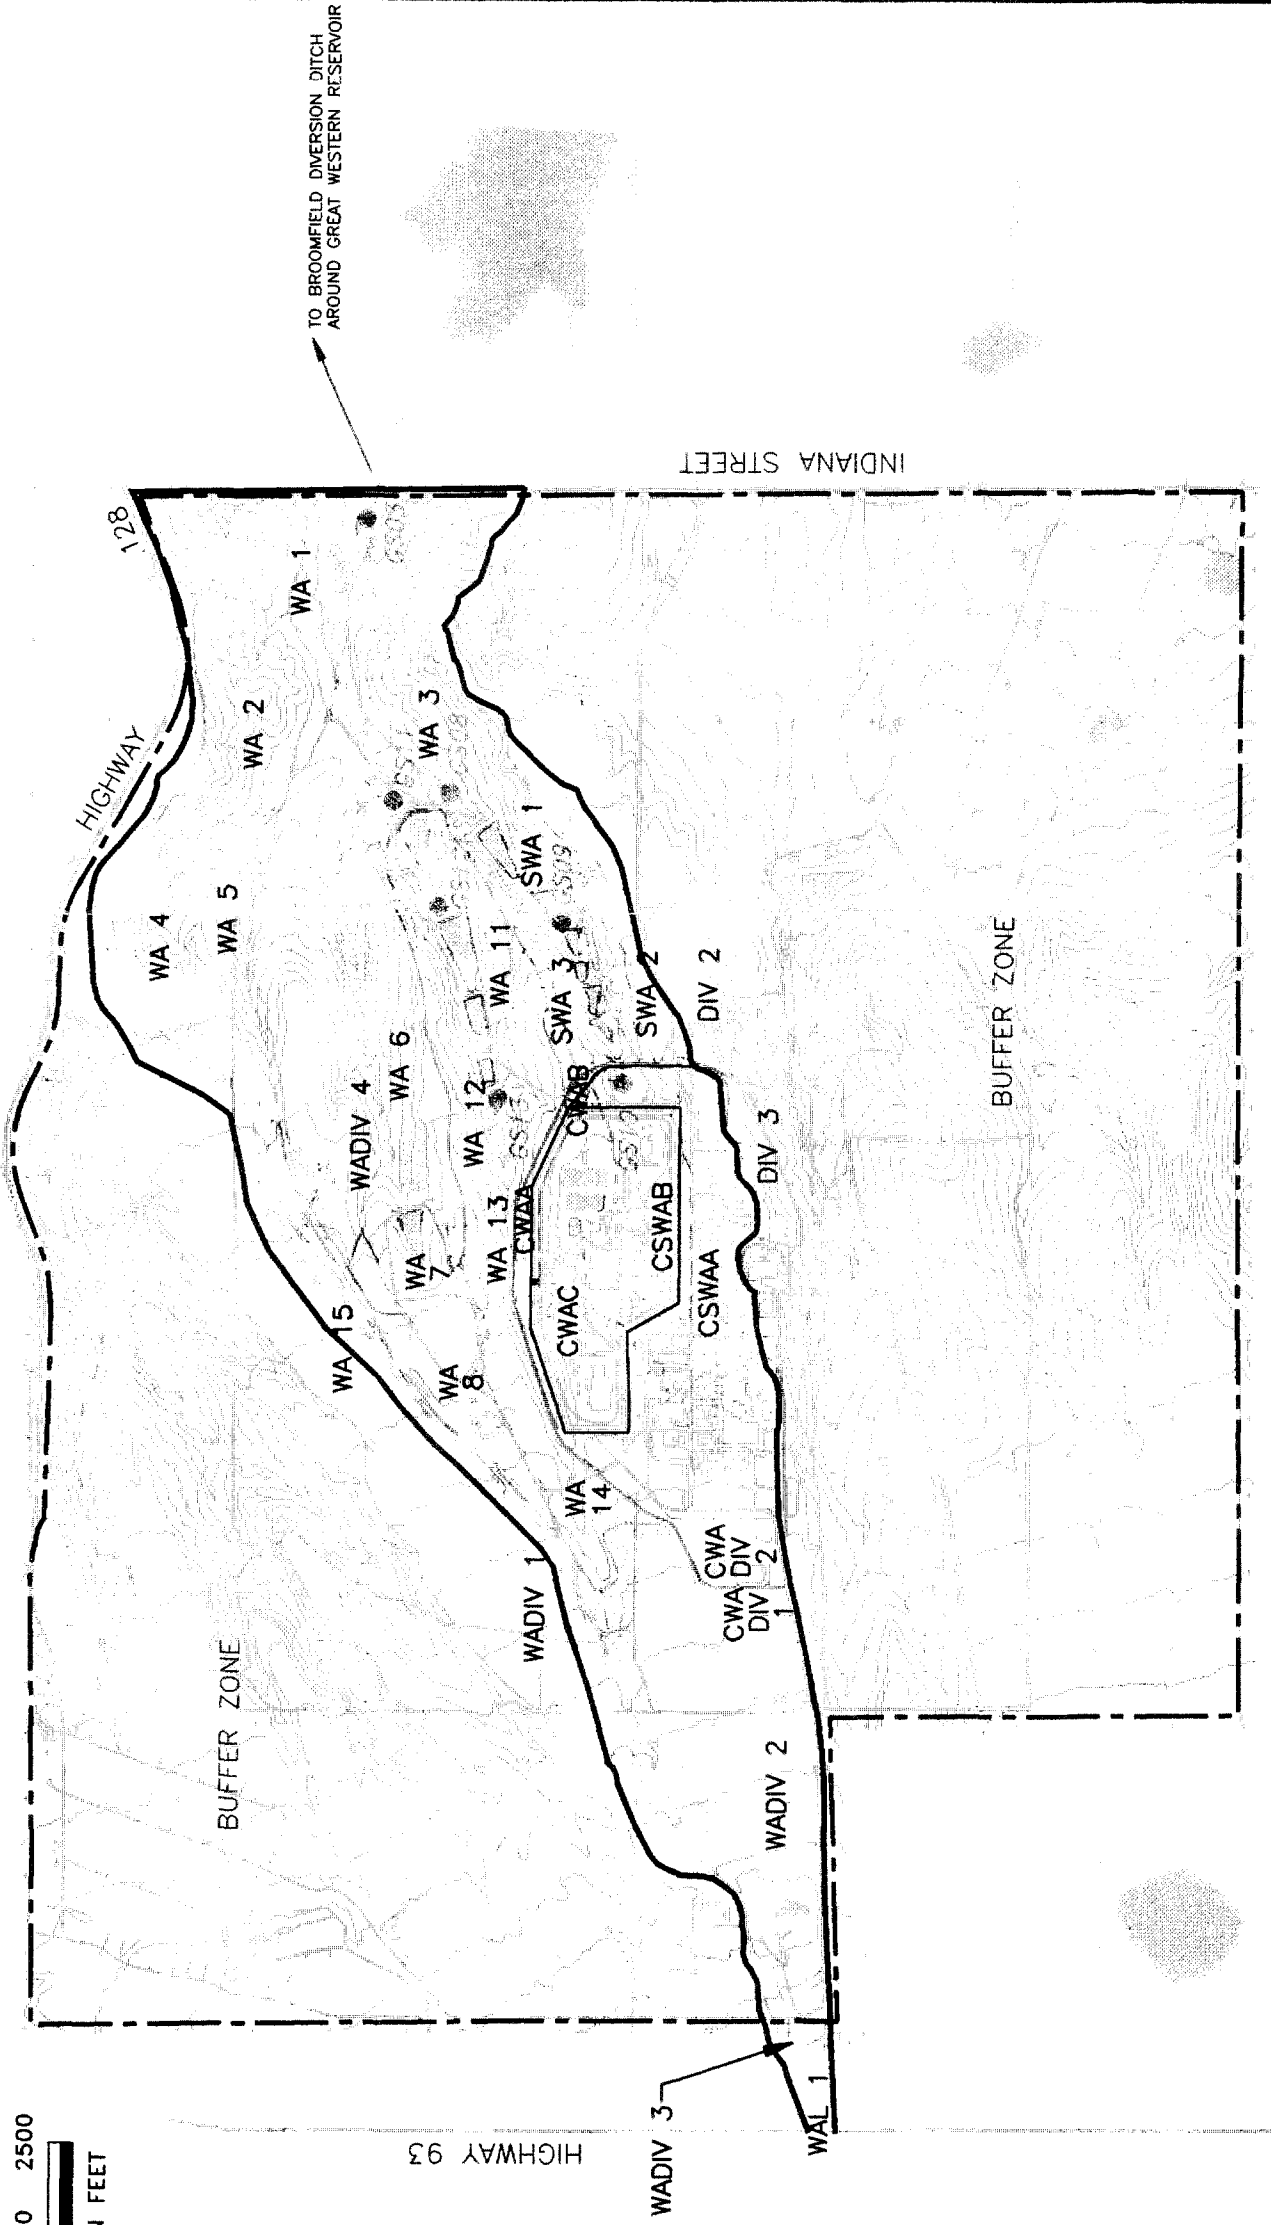 TO BROOMFIELD DIVERSION DITCH
AROUND GREAT WESTERN RESERVOIR
INDIANA STREET
128
HIGHWAY
WA 1
GS03
WA 2
WA 3
GS08
WA 4
WA 5
SWA 1
WA 11
SWA 3
SWA 2
DIV 2
BUFFER ZONE
WA 6
WADIV 4
WA 12
GS13
CWAB
DIV 3
WA 13
CWAA
CSWAB
WA
7
CWAC
CSWAA
WA 15
WA
8
WA
14
WADIV 1
CWA
DIV
2
CWA
DIV
1
BUFFER ZONE
WADIV 2
WADIV 3
WAL 1
HIGHWAY 93
2500
FEET